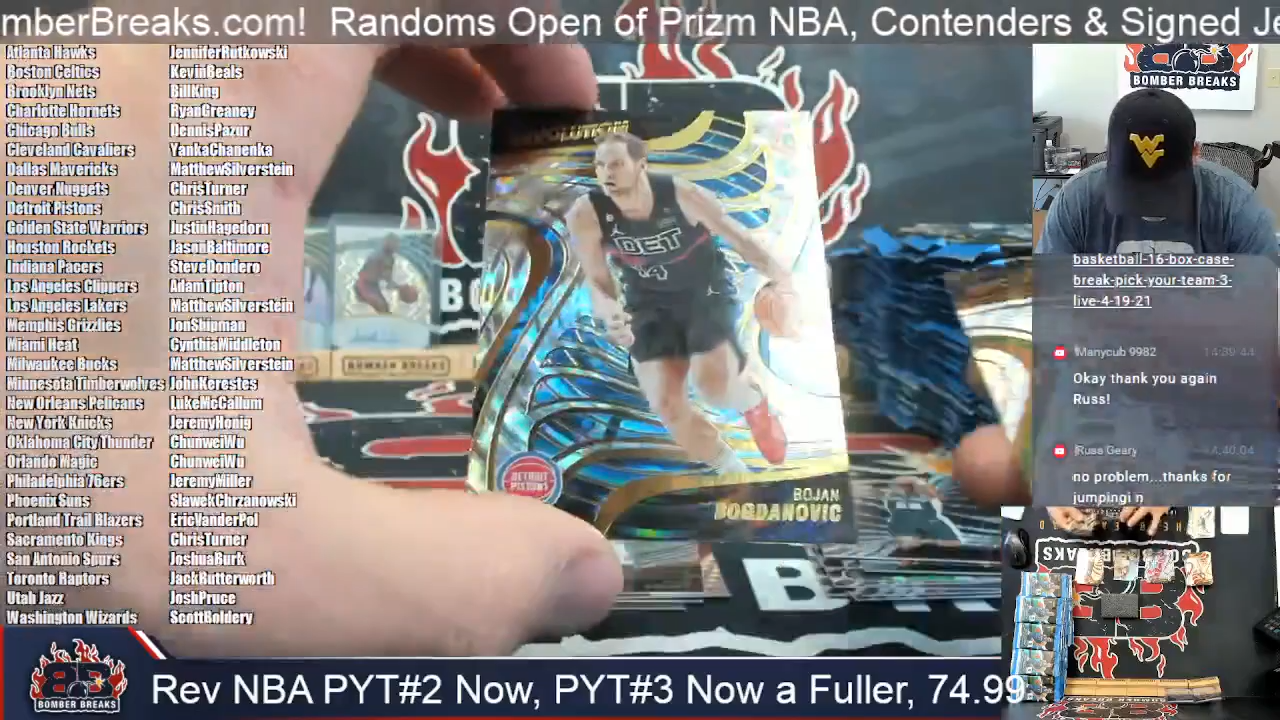 mberBreaks.com! Randoms Open of Prizm NBA, Contenders & Signed Je
Atlanta Hawks JenniferRutkowski
Boston Celtics KevinBeals
Brooklyn Nets BillKing
Charlotte Hornets RyanGreaney
Chicago Bulls DennisPazur
Cleveland Cavaliers YankaChanenka
Dallas Mavericks MatthewSilverstein
Denver Nuggets ChrisTurner
Detroit Pistons ChrisSmith
Golden State Warriors JustinHagedorn
Houston Rockets JasonBaltimore
Indiana Pacers SteveDondero
Los Angeles Clippers AdamTipton
Los Angeles Lakers MatthewSilverstein
Memphis Grizzlies JonShipman
Miami Heat CynthiaMiddleton
Milwaukee Bucks MatthewSilverstein
Minnesota Timberwolves JohnKerestes
New Orleans Pelicans LukeMcCallum
New York Knicks JeremyHonig
Oklahoma City Thunder ChunweiWu
Orlando Magic ChunweiWu
Philadelphia 76ers JeremyMiller
Phoenix Suns SlawekChrzanowski
Portland Trail Blazers EricVanderPol
Sacramento Kings ChrisTurner
San Antonio Spurs JoshuaBurk
Toronto Raptors JackButterworth
Utah Jazz JoshPruce
Washington Wizards ScottBoldery
DET
DETROIT
PISTONS
BOJAN
BOGDANOVIC
BOMBER BREAKS
BOMBER BREAKS
WV
basketball-16-box-case-
break-pick-your-team-3-
live-4-19-21
Manycub 9982 14:39:44
Okay thank you again
Russ!
Russ Geary
no problem...thanks for
jumpingi n
BOMBER BREAKS
Rev NBA PYT#2 Now, PYT#3 Now a Fuller, 74.99